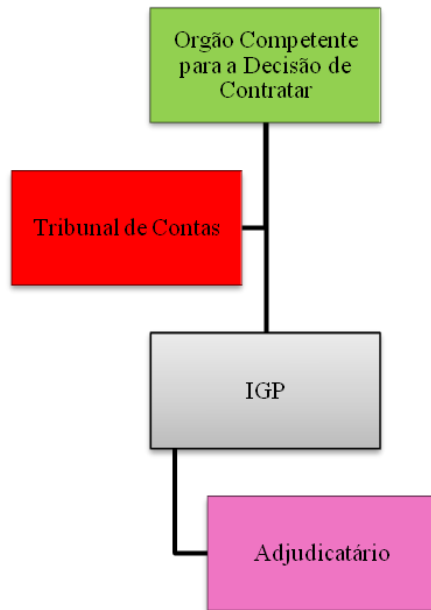 Orgão Competente
para a Decisão de
Contratar
Tribunal de Contas
IGP
Adjudicatário